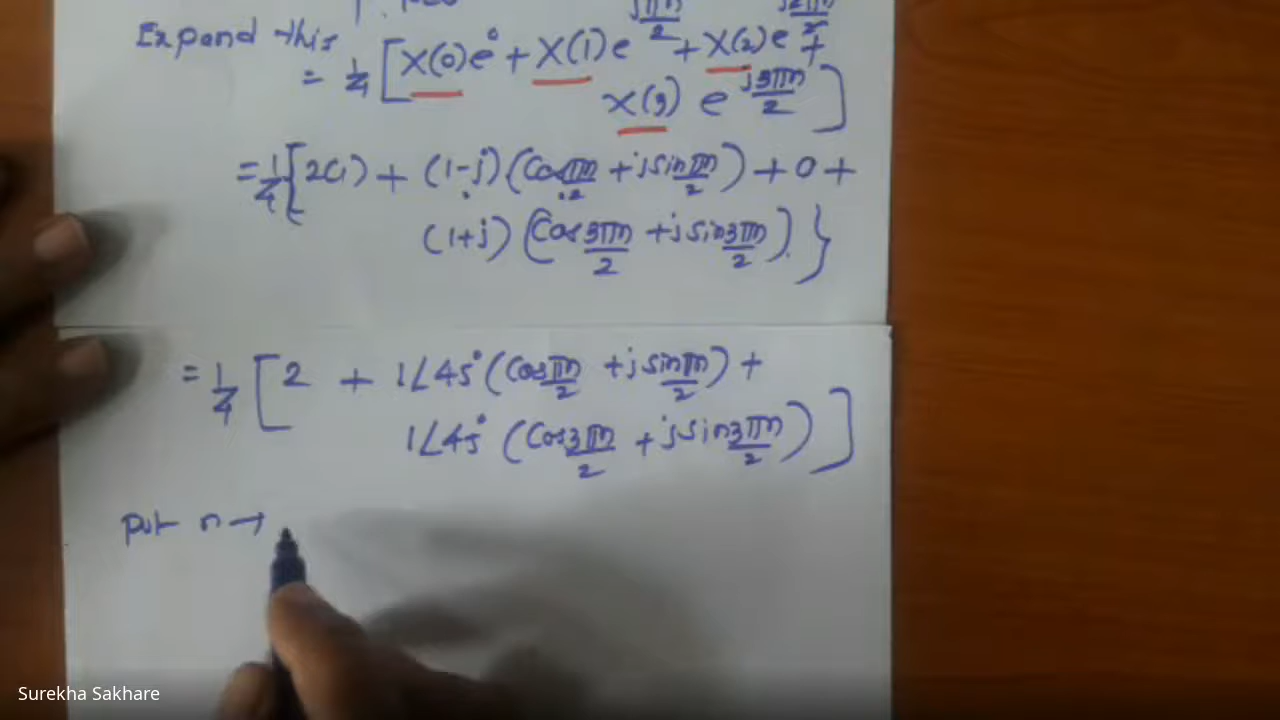 Expand this
= 1/4 [X(0)e⁰ + X(1)e^(jπn/2) + X(2)e^(j2πn/2) +
X(3) e^(j3πn/2)]
= 1/4 {2(1) + (1-j)(Cos πn/2 + j sin πn/2) + 0 +
(1+j) (Cos 3πn/2 + j sin 3πn/2)}
= 1/4 [2 + 1∠45° (Cos πn/2 + j sin πn/2) +
1∠45° (Cos 3πn/2 + j sin 3πn/2)]
Put n →
Surekha Sakhare